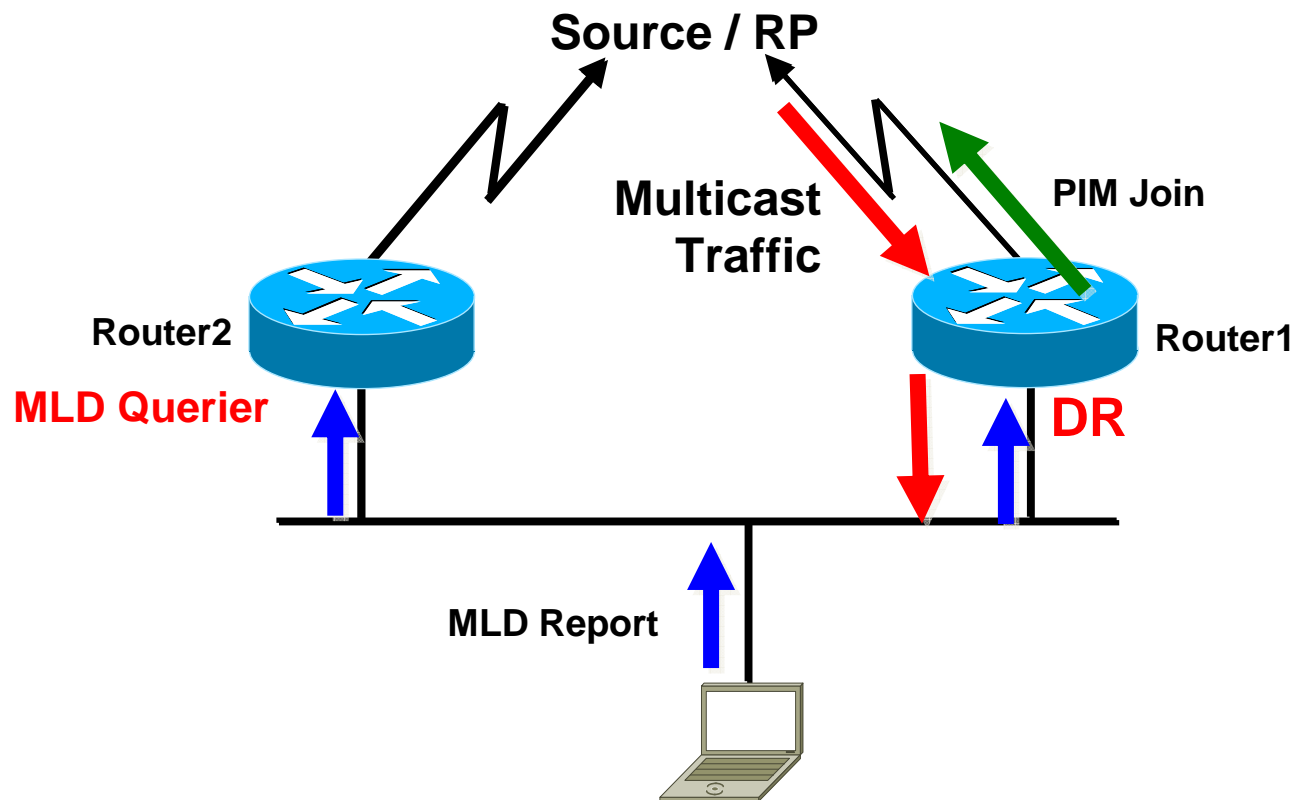 Source / RP
Multicast
Traffic
PIM Join
Router2
Router1
MLD Querier
DR
MLD Report